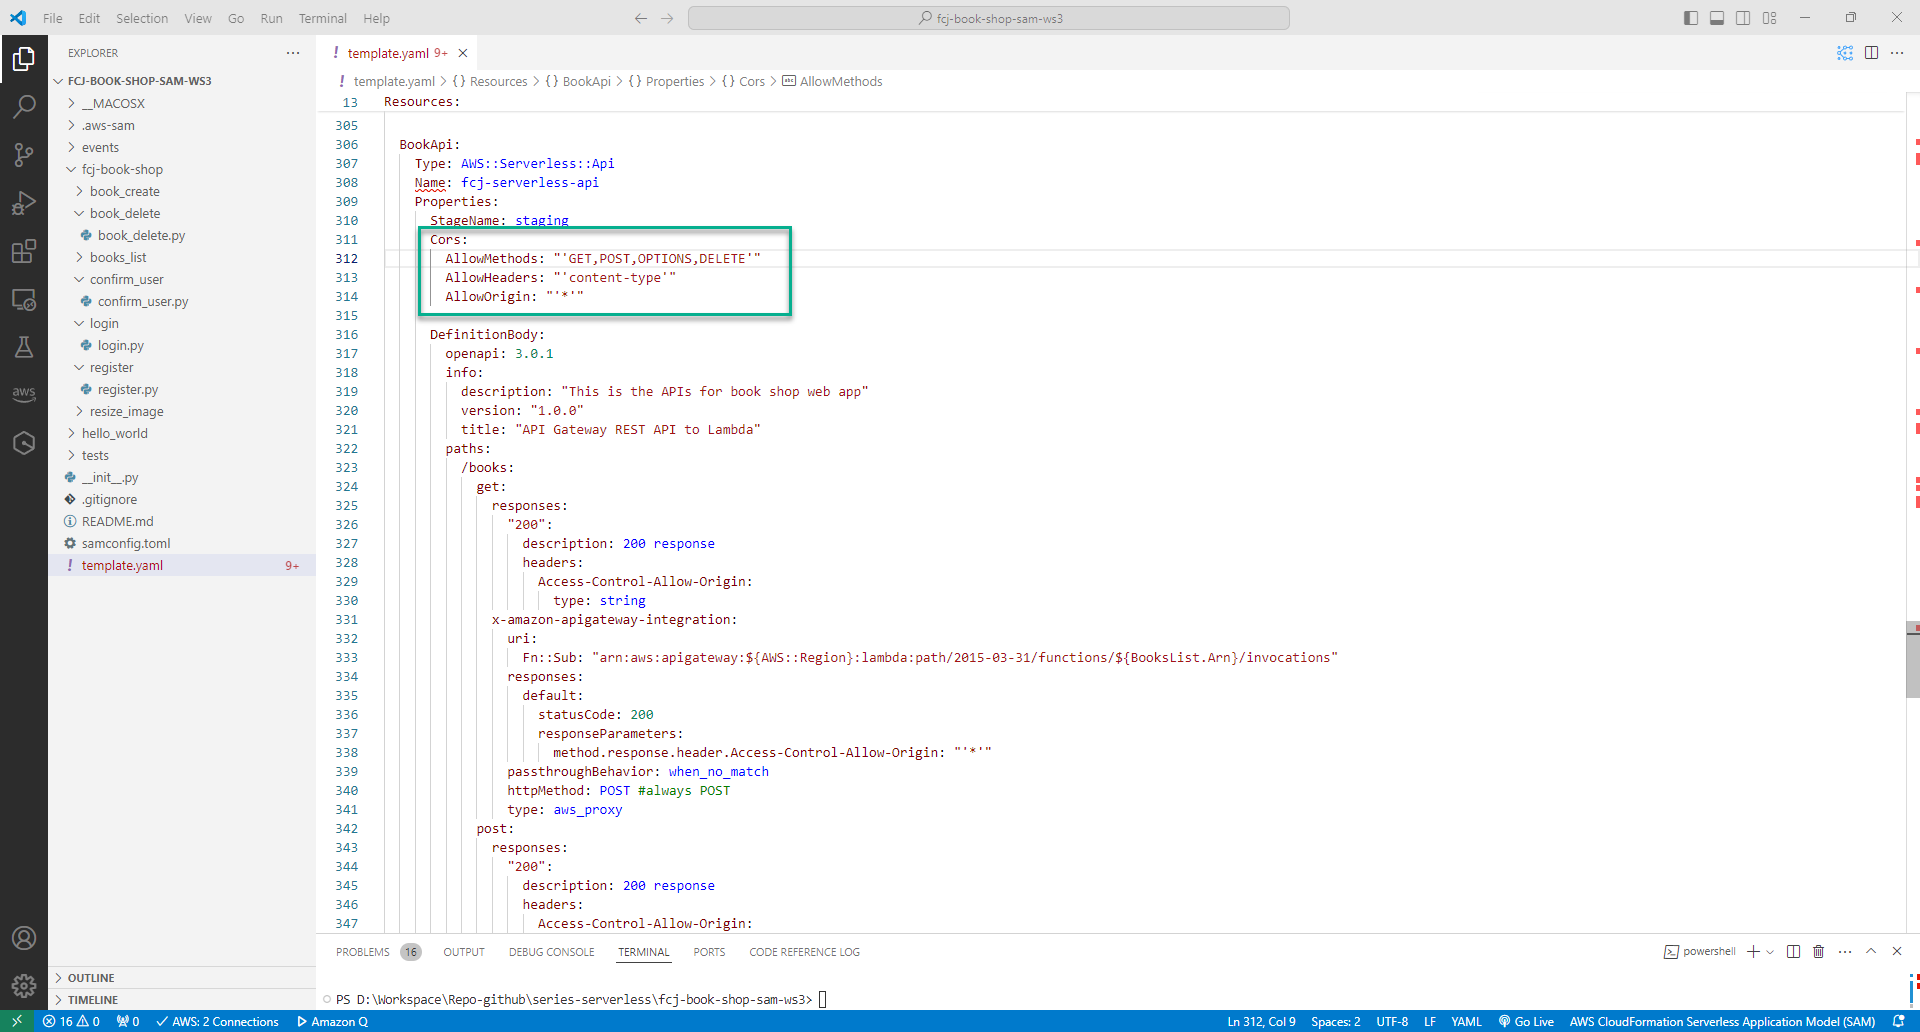 File Edit Selection View Go Run Terminal Help
fcj-book-shop-sam-ws3
EXPLORER
FCJ-BOOK-SHOP-SAM-WS3
__MACOSX
.aws-sam
events
fcj-book-shop
book_create
book_delete
book_delete.py
books_list
confirm_user
confirm_user.py
login
login.py
register
register.py
resize_image
hello_world
tests
__init__.py
.gitignore
README.md
samconfig.toml
! template.yaml 9+
OUTLINE
TIMELINE
aws
! template.yaml 9+
! template.yaml > {} Resources > {} BookApi > {} Properties > {} Cors > abc AllowMethods
13 Resources:
305
306 BookApi:
307 Type: AWS::Serverless::Api
308 Name: fcj-serverless-api
309 Properties:
310 StageName: staging
311 Cors:
312 AllowMethods: "'GET,POST,OPTIONS,DELETE'"
313 AllowHeaders: "'content-type'"
314 AllowOrigin: "'*'"
315
316 DefinitionBody:
317 openapi: 3.0.1
318 info:
319 description: "This is the APIs for book shop web app"
320 version: "1.0.0"
321 title: "API Gateway REST API to Lambda"
322 paths:
323 /books:
324 get:
325 responses:
326 "200":
327 description: 200 response
328 headers:
329 Access-Control-Allow-Origin:
330 type: string
331 x-amazon-apigateway-integration:
332 uri:
333 Fn::Sub: "arn:aws:apigateway:${AWS::Region}:lambda:path/2015-03-31/functions/${BooksList.Arn}/invocations"
334 responses:
335 default:
336 statusCode: 200
337 responseParameters:
338 method.response.header.Access-Control-Allow-Origin: "'*'"
339 passthroughBehavior: when_no_match
340 httpMethod: POST #always POST
341 type: aws_proxy
342 post:
343 responses:
344 "200":
345 description: 200 response
346 headers:
347 Access-Control-Allow-Origin:
PROBLEMS 16 OUTPUT DEBUG CONSOLE TERMINAL PORTS CODE REFERENCE LOG
powershell
PS D:\Workspace\Repo-github\series-serverless\fcj-book-shop-sam-ws3>
16 0 0 AWS: 2 Connections Amazon Q
Ln 312, Col 9 Spaces: 2 UTF-8 LF YAML Go Live AWS CloudFormation Serverless Application Model (SAM)